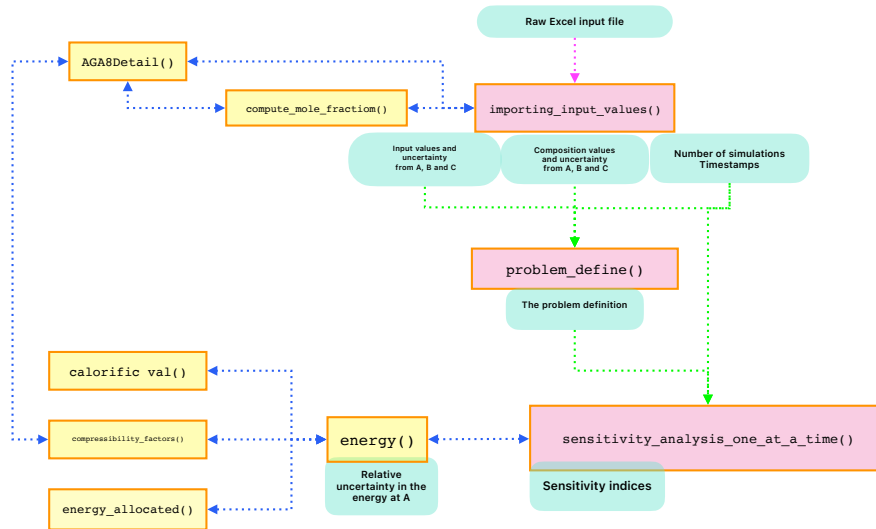 Raw Excel input file
AGA8Detail()
compute_mole_fractiom()
importing_input_values()
Input values and
uncertainty
from A, B and C
Composition values
and uncertainty
from A, B and C
Number of simulations
Timestamps
problem_define()
The problem definition
calorific val()
compressibility_factors()
energy()
sensitivity_analysis_one_at_a_time()
Relative
uncertainty in the
energy at A
Sensitivity indices
energy_allocated()